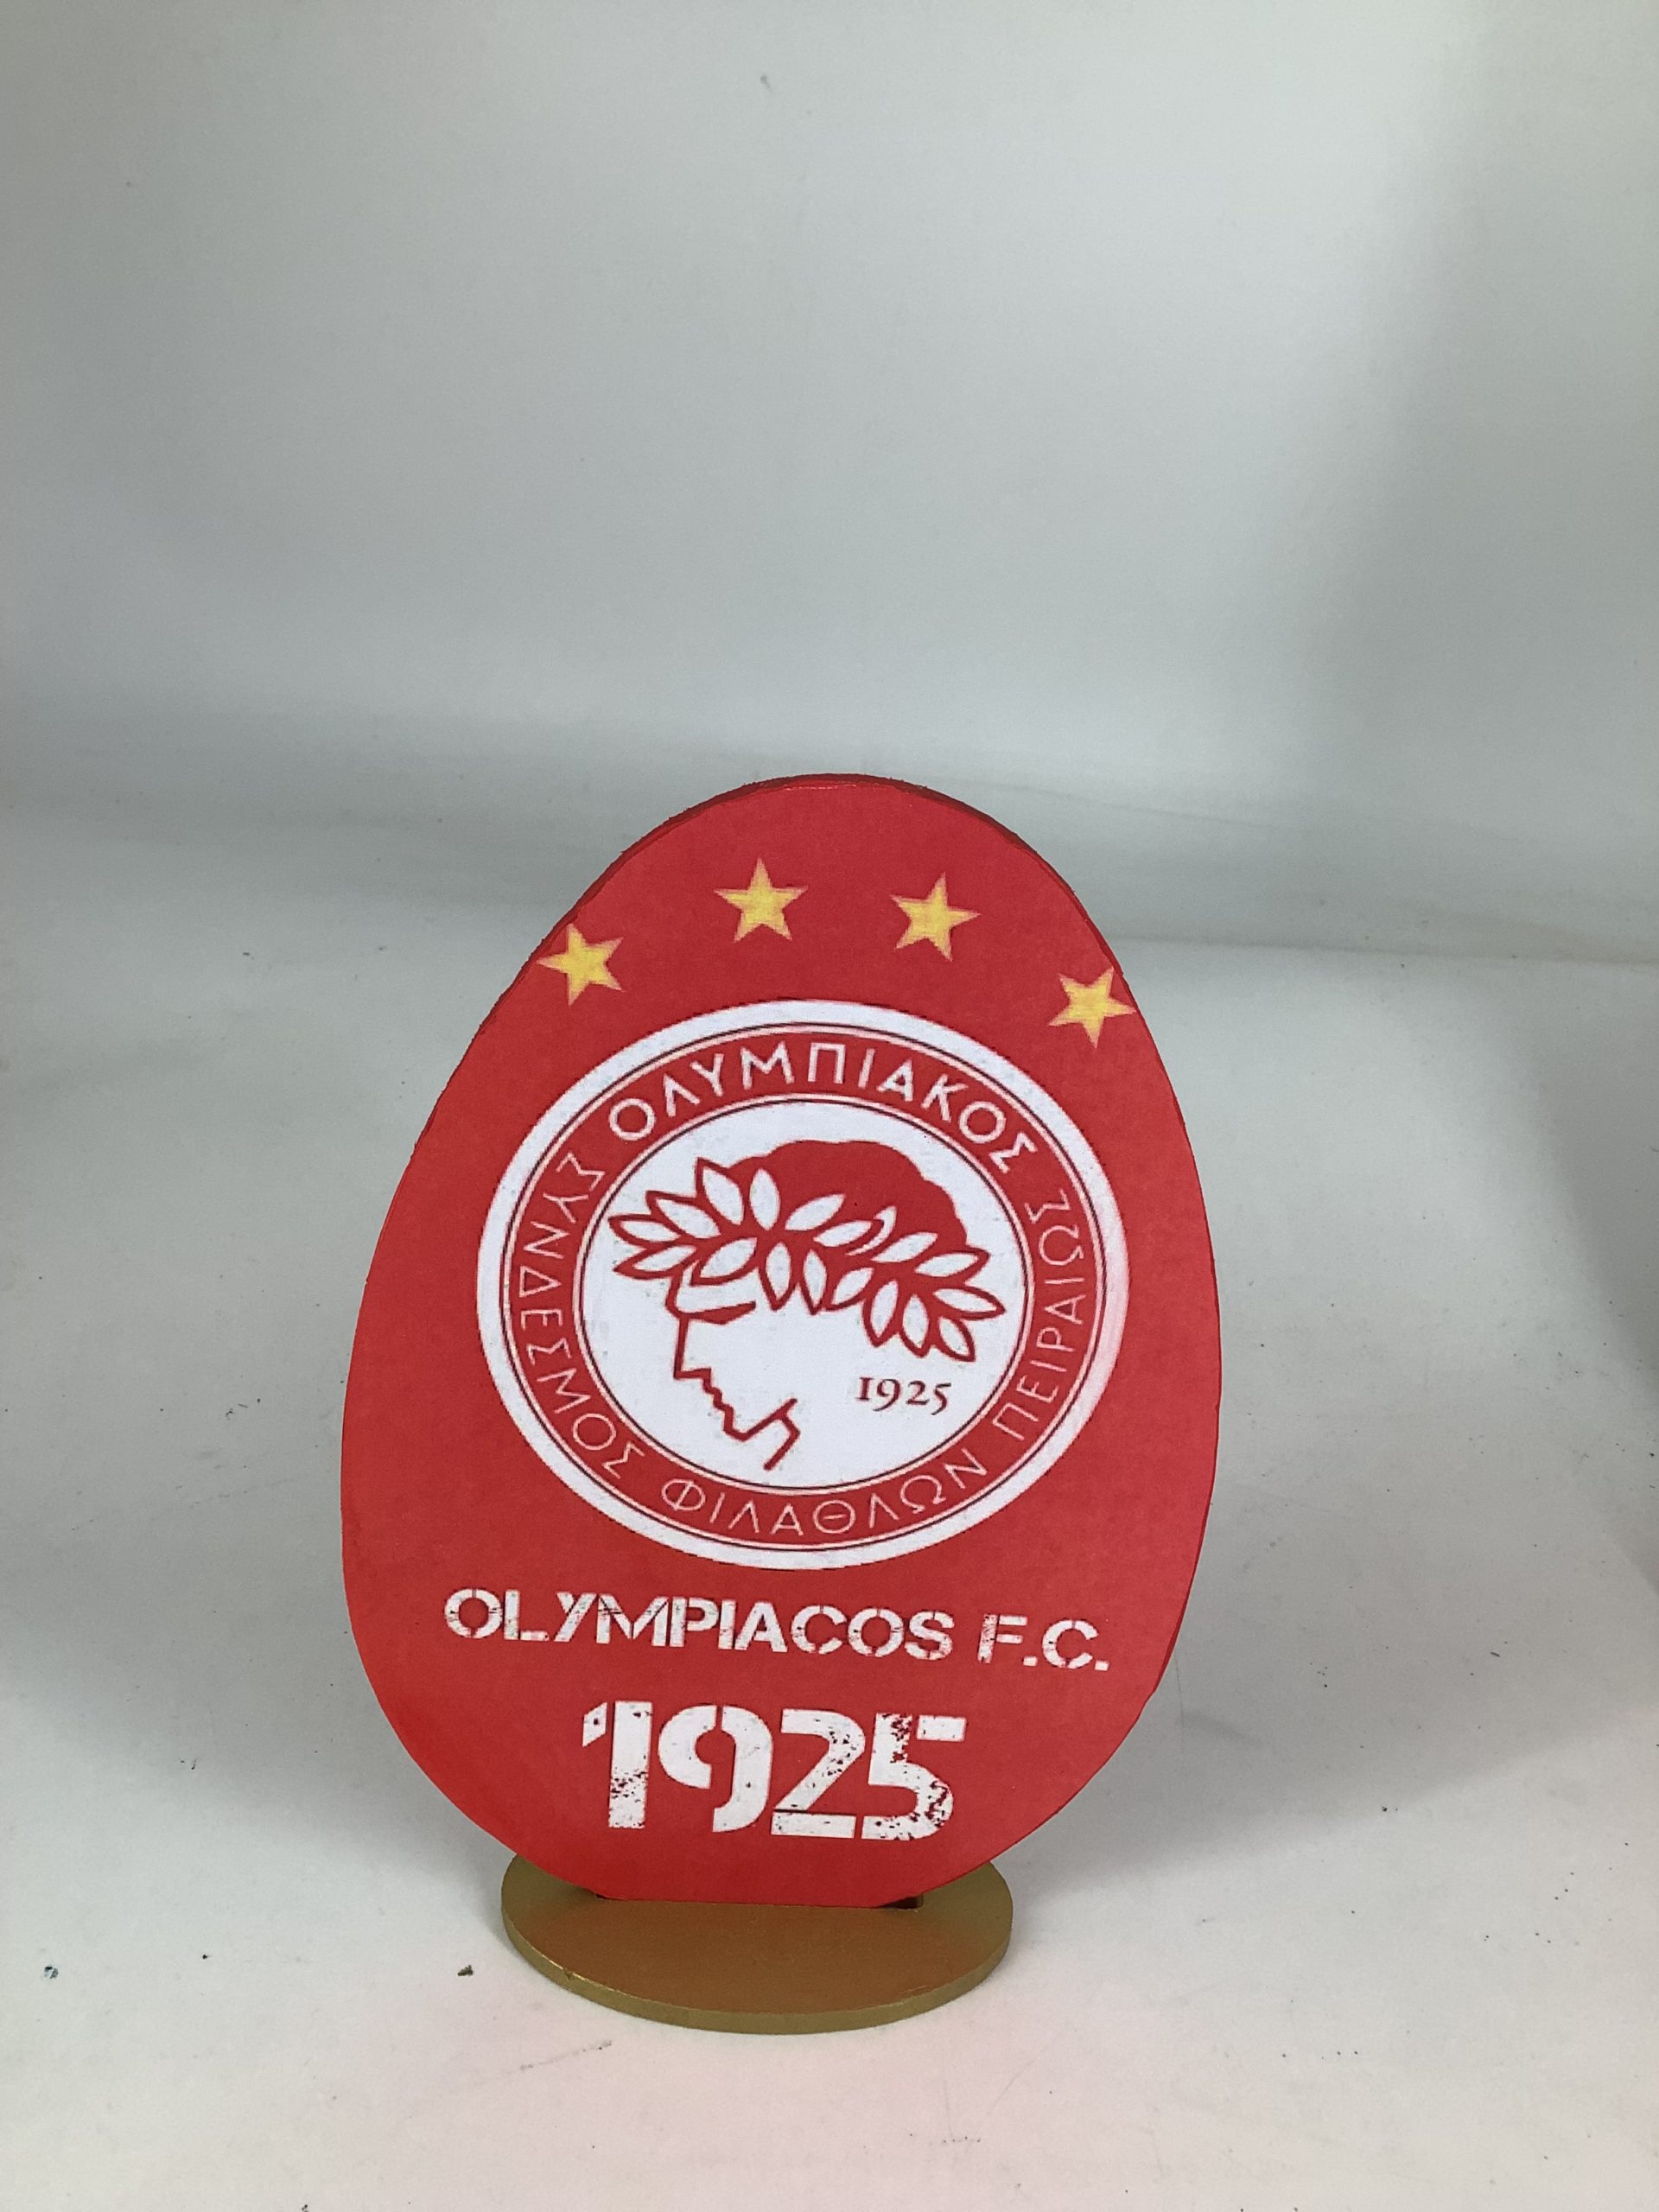 ΟΛΥΜΠΙΑΚΟΣ
ΣΥΝΔΕΣΜΟΣ ΦΙΛΑΘΛΩΝ ΠΕΙΡΑΙΩΣ
1925
OLYMPIACOS F.C.
1925